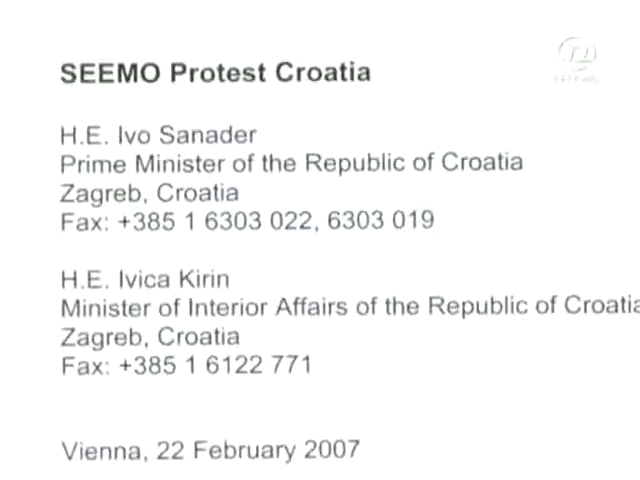 SEEMO Protest Croatia
H.E. Ivo Sanader
Prime Minister of the Republic of Croatia
Zagreb, Croatia
Fax: +385 1 6303 022, 6303 019
H.E. Ivica Kirin
Minister of Interior Affairs of the Republic of Croatia
Zagreb, Croatia
Fax: +385 1 6122 771
Vienna, 22 February 2007